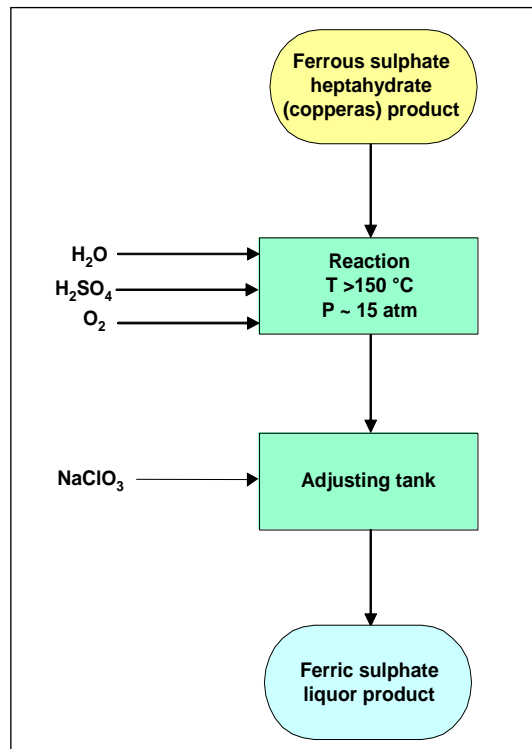 Ferrous sulphate
heptahydrate
(copperas) product
H₂O
H₂SO₄
O₂
Reaction
T >150 °C
P ~ 15 atm
NaClO₃
Adjusting tank
Ferric sulphate
liquor product